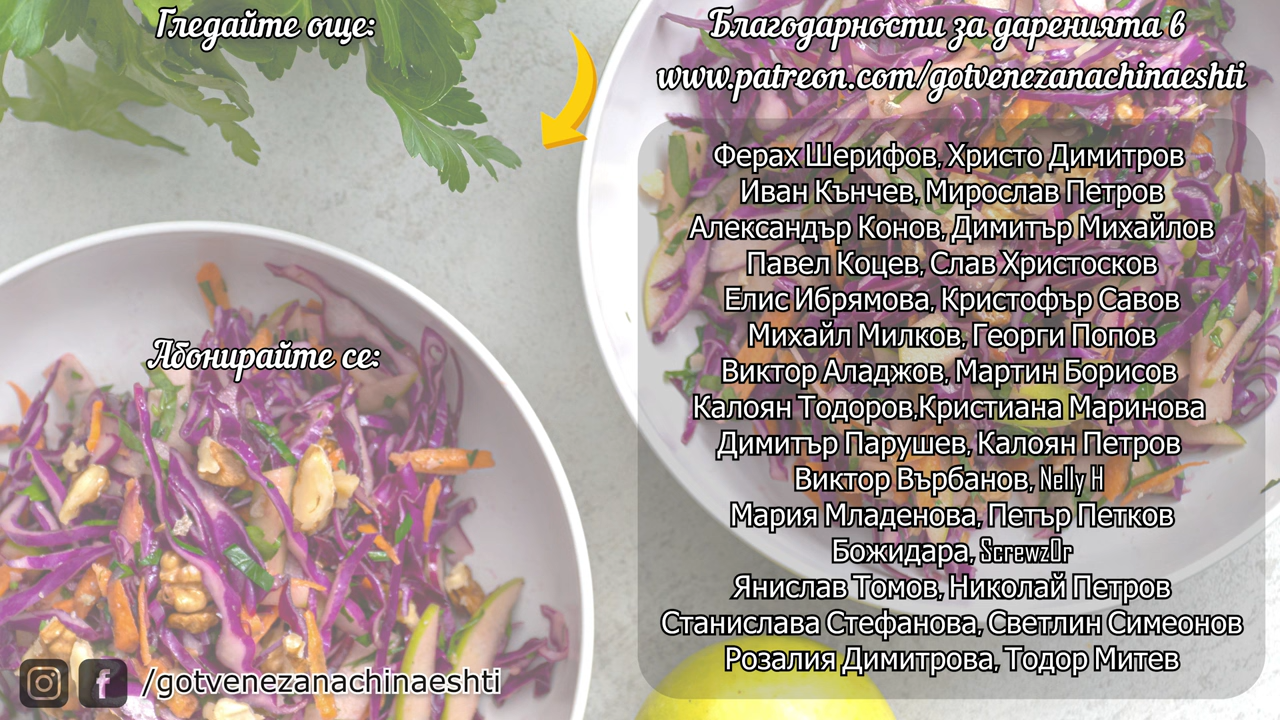 Гледайте още:
Абонирайте се:
/gotvenezanachinaeshti
Благодарности за даренията в
www.patreon.com/gotvenezanachinaeshti
Ферах Шерифов, Христо Димитров
Иван Кънчев, Мирослав Петров
Александър Конов, Димитър Михайлов
Павел Коцев, Слав Христосков
Елис Ибрямова, Кристофър Савов
Михайл Милков, Георги Попов
Виктор Аладжов, Мартин Борисов
Калоян Тодоров,Кристиана Маринова
Димитър Парушев, Калоян Петров
Виктор Върбанов, Nelly H
Мария Младенова, Петър Петков
Божидара, Screwz0r
Янислав Томов, Николай Петров
Станислава Стефанова, Светлин Симеонов
Розалия Димитрова, Тодор Митев